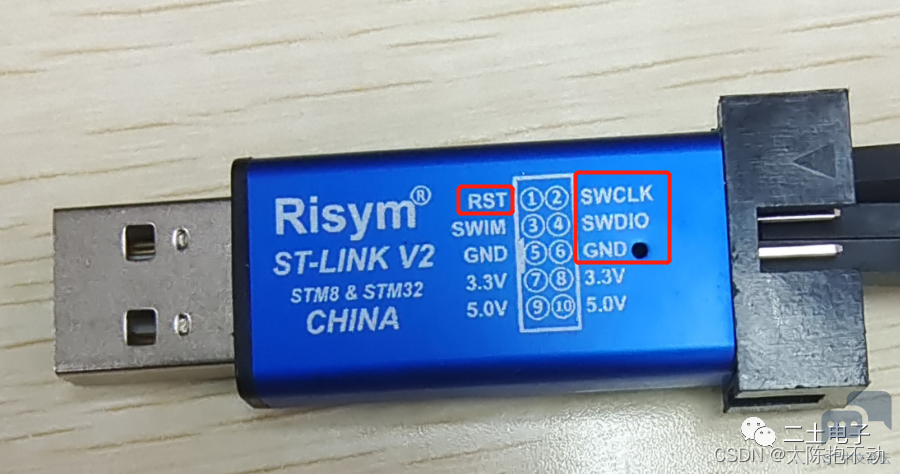 Risym®
ST-LINK V2
STM8 & STM32
CHINA
RST ①② SWCLK
SWIM ③④ SWDIO
GND ⑤⑥ GND
3.3V ⑦⑧ 3.3V
5.0V ⑨⑩ 5.0V
二土电子
CSDN @太陈抱不动